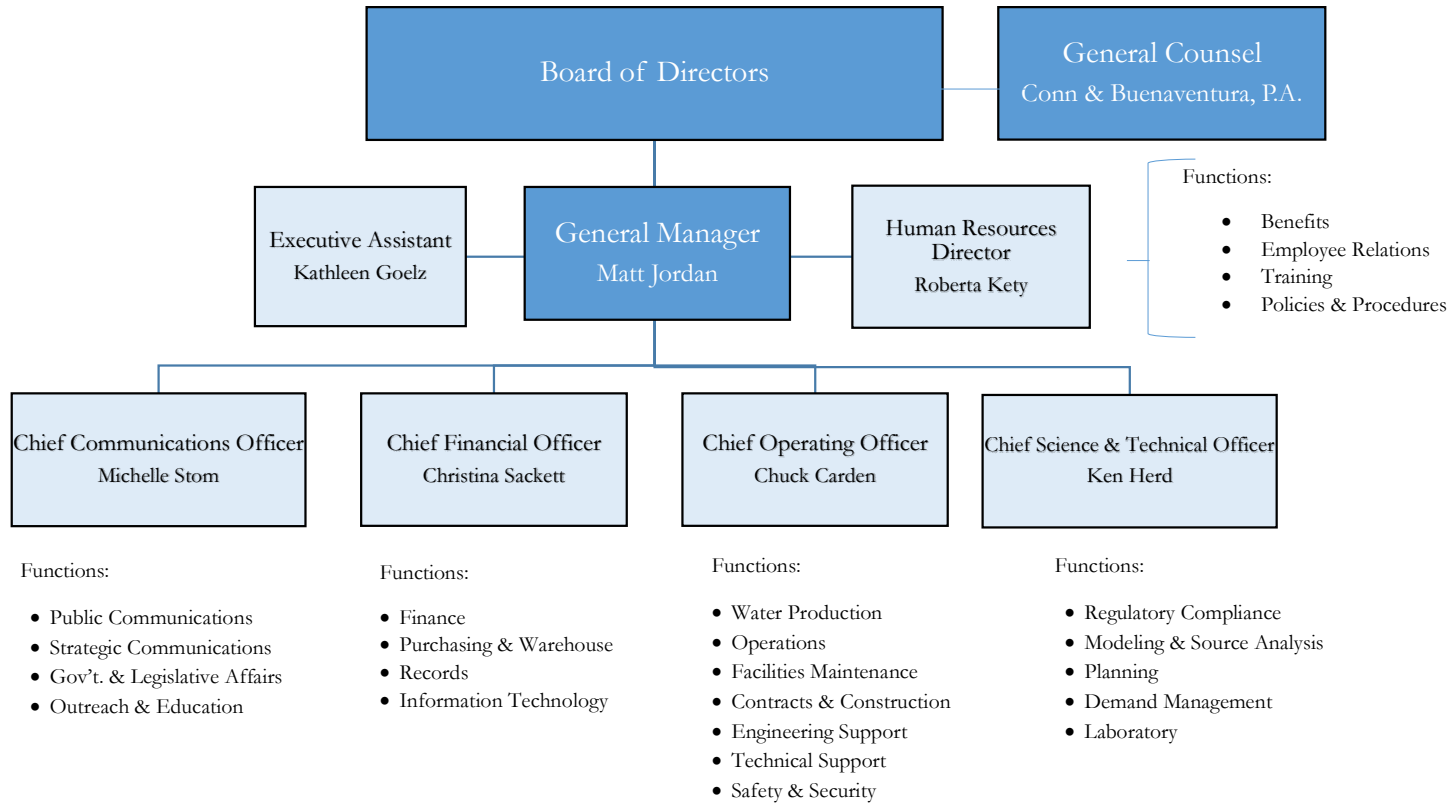 Board of Directors
General Counsel
Conn & Buenaventura, P.A.
Executive Assistant
Kathleen Goelz
General Manager
Matt Jordan
Human Resources
Director
Roberta Kety
Functions:
• Benefits
• Employee Relations
• Training
• Policies & Procedures
Chief Communications Officer
Michelle Stom
Chief Financial Officer
Christina Sackett
Chief Operating Officer
Chuck Carden
Chief Science & Technical Officer
Ken Herd
Functions:
• Public Communications
• Strategic Communications
• Gov’t. & Legislative Affairs
• Outreach & Education
Functions:
• Finance
• Purchasing & Warehouse
• Records
• Information Technology
Functions:
• Water Production
• Operations
• Facilities Maintenance
• Contracts & Construction
• Engineering Support
• Technical Support
• Safety & Security
Functions:
• Regulatory Compliance
• Modeling & Source Analysis
• Planning
• Demand Management
• Laboratory